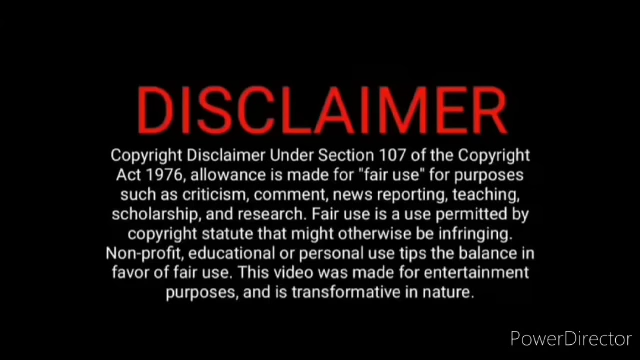 DISCLAIMER
Copyright Disclaimer Under Section 107 of the Copyright
Act 1976, allowance is made for "fair use" for purposes
such as criticism, comment, news reporting, teaching,
scholarship, and research. Fair use is a use permitted by
copyright statute that might otherwise be infringing.
Non-profit, educational or personal use tips the balance in
favor of fair use. This video was made for entertainment
purposes, and is transformative in nature.
PowerDirector